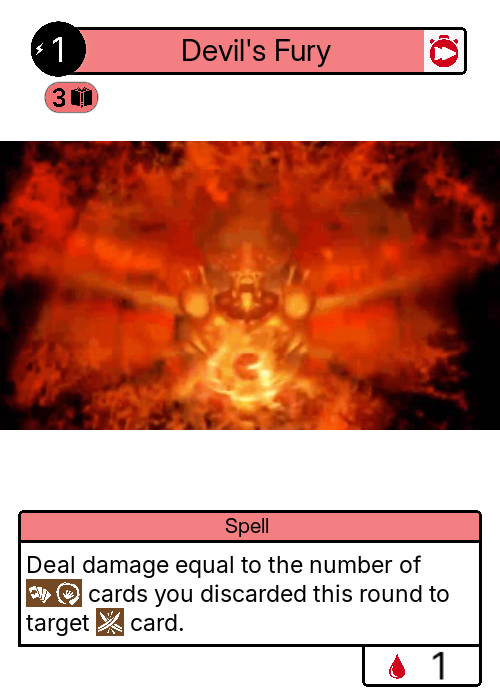 1 Devil's Fury
3
Spell
Deal damage equal to the number of
cards you discarded this round to
target card.
1